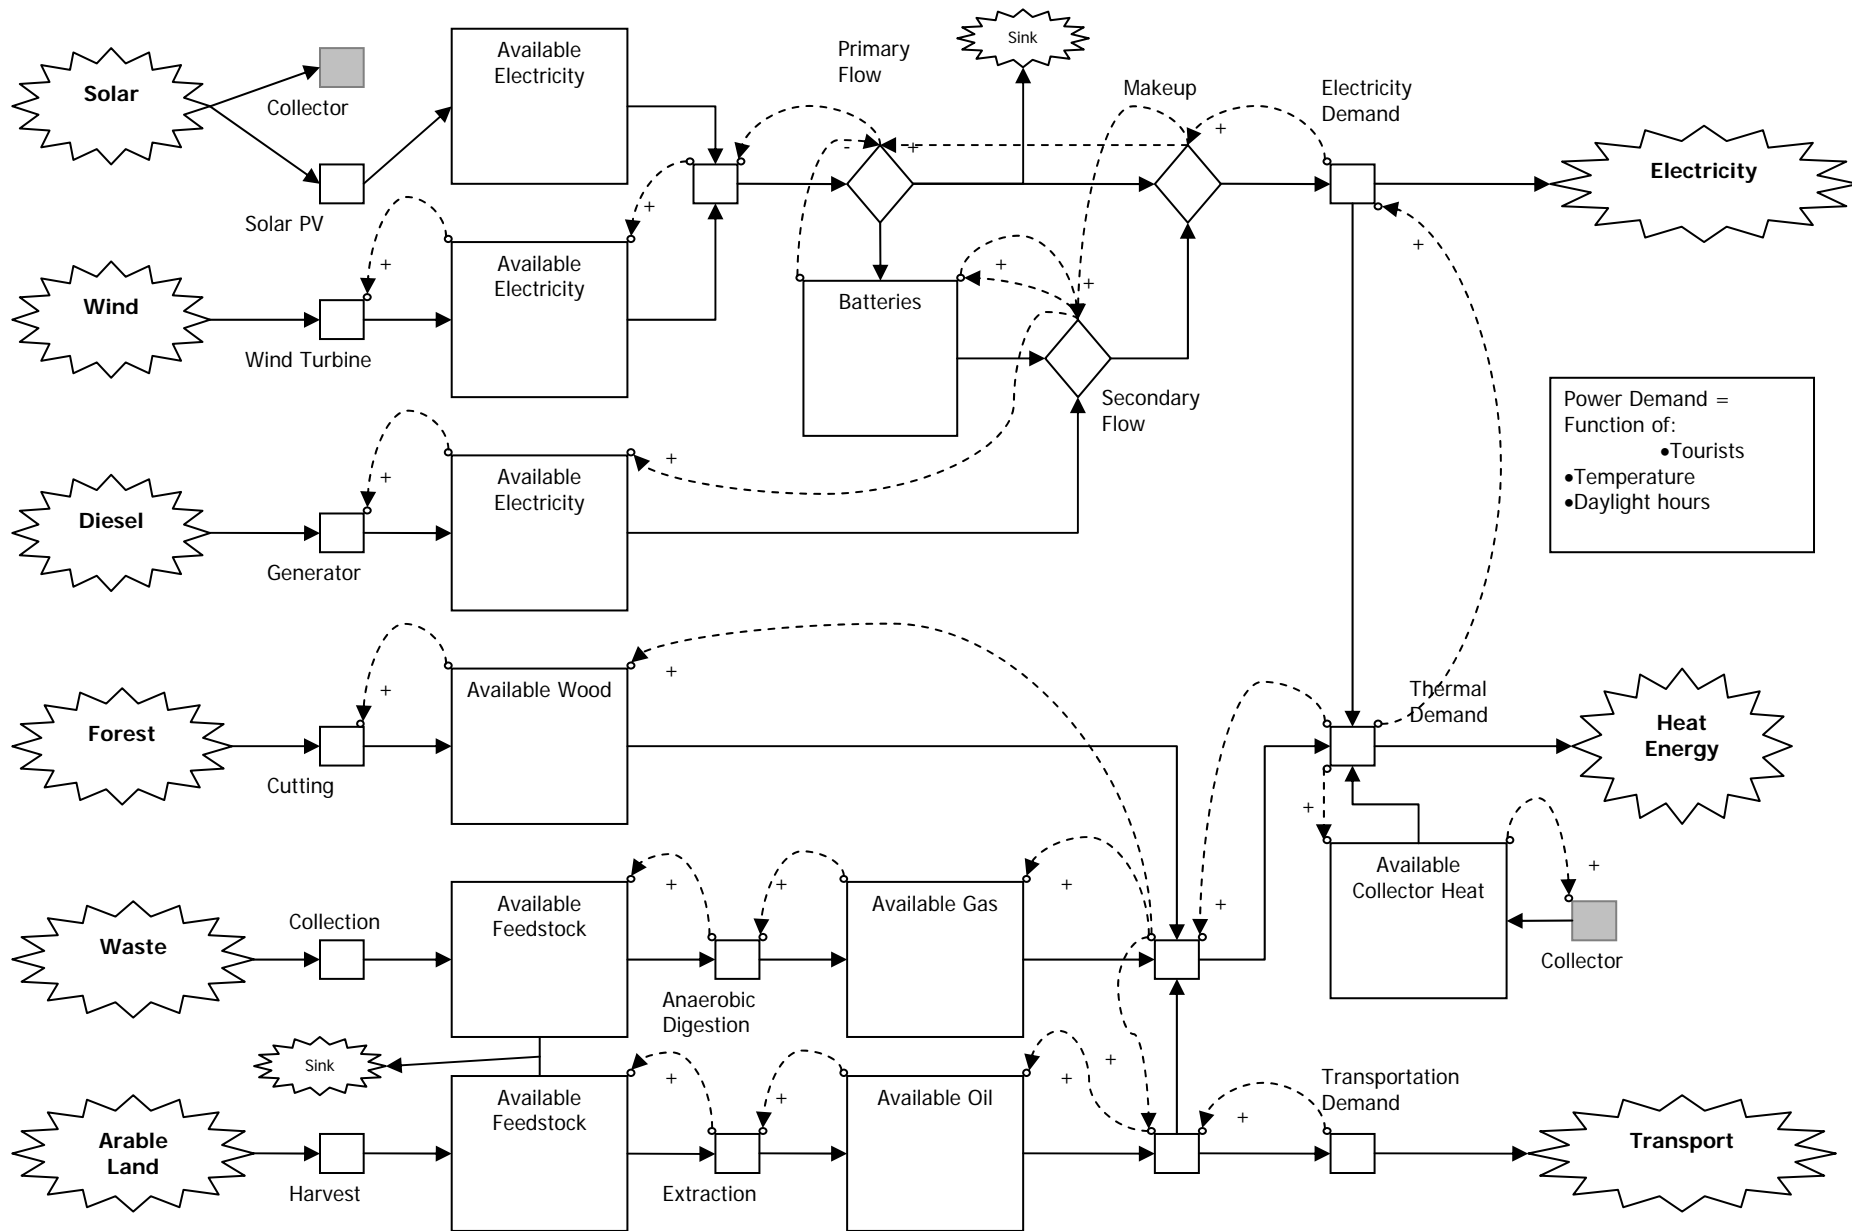 Solar
Collector
Solar PV
Available
Electricity
Primary
Flow
Sink
Makeup
Electricity
Demand
Electricity
+
+
-
+
+
+
+
+
+
Wind
Wind Turbine
Available
Electricity
Batteries
Secondary
Flow
Power Demand =
Function of:
•Tourists
•Temperature
•Daylight hours
Diesel
Generator
Available
Electricity
+
+
Forest
Cutting
Available Wood
+
+
Thermal
Demand
Heat
Energy
Waste
Collection
Available
Feedstock
+
Anaerobic
Digestion
+
Available Gas
+
+
+
Available
Collector Heat
+
Collector
Sink
Arable
Land
Harvest
Available
Feedstock
+
Extraction
+
Available Oil
+
+
+
Transportation
Demand
Transport